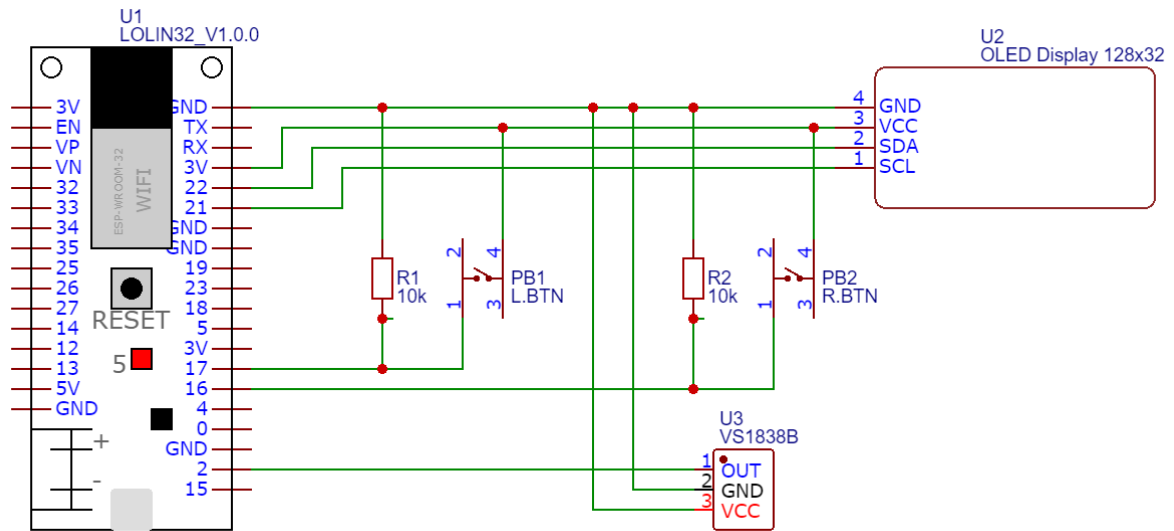 U1
LOLIN32_V1.0.0
3V
EN
VP
VN
32
33
34
35
25
26
27
14
12
13
5V
GND
ESP-WROOM-32
WIFI
RESET
5
+
-
GND
TX
RX
3V
22
21
GND
GND
19
23
18
5
3V
17
16
4
0
GND
2
15
R1
10k
2 4
1 3
PB1
L.BTN
R2
10k
2 4
1 3
PB2
R.BTN
U2
OLED Display 128x32
4 GND
3 VCC
2 SDA
1 SCL
U3
VS1838B
1 OUT
2 GND
3 VCC